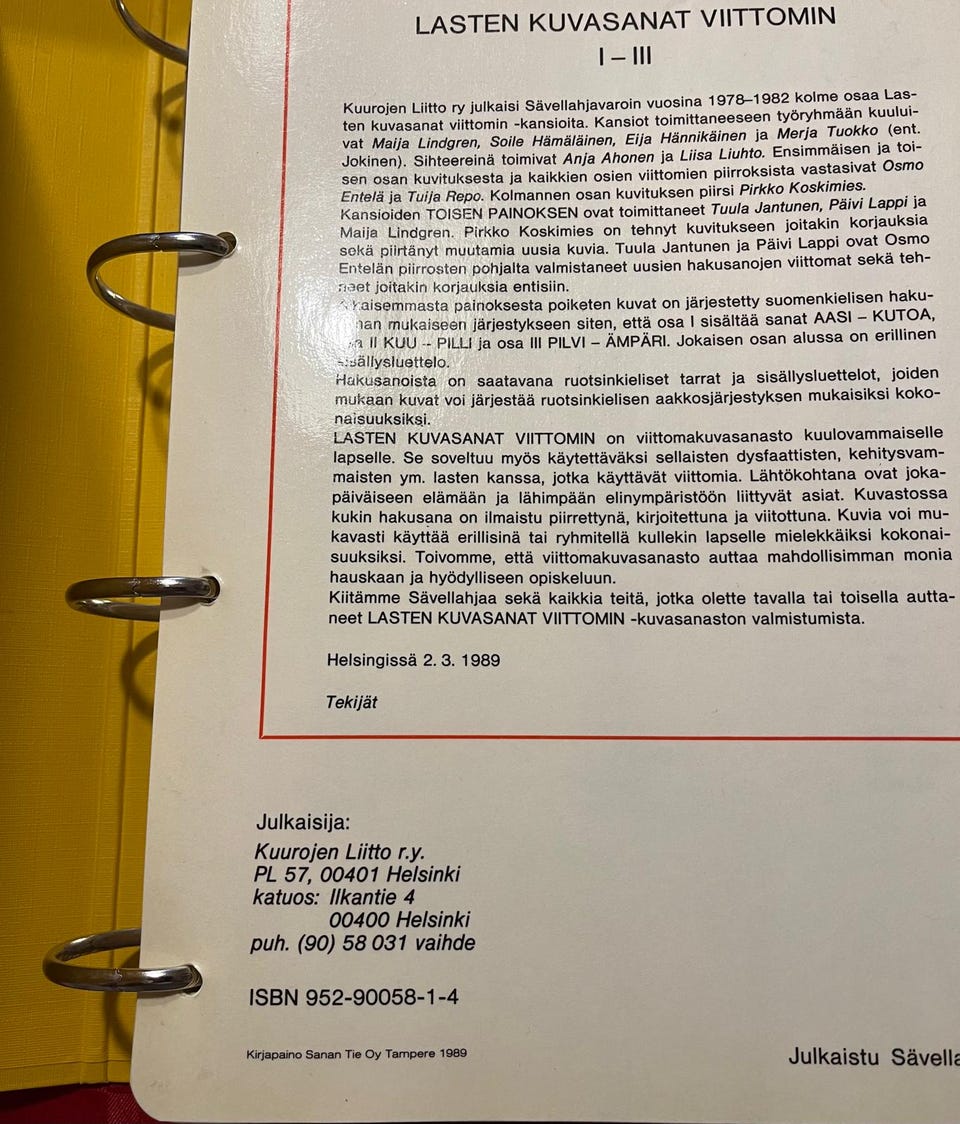 LASTEN KUVASANAT VIITTOMIN
I – III
Kuurojen Liitto ry julkaisi Sävellahjavaroin vuosina 1978–1982 kolme osaa Las-
ten kuvasanat viittomin -kansioita. Kansiot toimittaneeseen työryhmään kuului-
vat Maija Lindgren, Soile Hämäläinen, Eija Hännikäinen ja Merja Tuokko (ent.
Jokinen). Sihteereinä toimivat Anja Ahonen ja Liisa Liuhto. Ensimmäisen ja toi-
sen osan kuvituksesta ja kaikkien osien viittomien piirroksista vastasivat Osmo
Entelä ja Tuija Repo. Kolmannen osan kuvituksen piirsi Pirkko Koskimies.
Kansioiden TOISEN PAINOKSEN ovat toimittaneet Tuula Jantunen, Päivi Lappi ja
Maija Lindgren. Pirkko Koskimies on tehnyt kuvitukseen joitakin korjauksia
sekä piirtänyt muutamia uusia kuvia. Tuula Jantunen ja Päivi Lappi ovat Osmo
Entelän piirrosten pohjalta valmistaneet uusien hakusanojen viittomat sekä teh-
neet joitakin korjauksia entisiin.
Aikaisemmasta painoksesta poiketen kuvat on järjestetty suomenkielisen haku-
mukaiseen järjestykseen siten, että osa I sisältää sanat AASI – KUTOA,
osa II KUU – PILLI ja osa III PILVI – ÄMPÄRI. Jokaisen osan alussa on erillinen
sisällysluettelo.
Hakusanoista on saatavana ruotsinkieliset tarrat ja sisällysluettelot, joiden
mukaan kuvat voi järjestää ruotsinkielisen aakkosjärjestyksen mukaisiksi koko-
naisuuksiksi.
LASTEN KUVASANAT VIITTOMIN on viittomakuvasanasto kuulovammaiselle
lapselle. Se soveltuu myös käytettäväksi sellaisten dysfaattisten, kehitysvam-
maisten ym. lasten kanssa, jotka käyttävät viittomia. Lähtökohtana ovat joka-
päiväiseen elämään ja lähimpään elinympäristöön liittyvät asiat. Kuvastossa
kukin hakusana on ilmaistu piirrettynä, kirjoitettuna ja viitottuna. Kuvia voi mu-
kavasti käyttää erillisinä tai ryhmitellä kullekin lapselle mielekkäiksi kokonai-
suuksiksi. Toivomme, että viittomakuvasanasto auttaa mahdollisimman monia
hauskaan ja hyödylliseen opiskeluun.
Kiitämme Sävellahjaa sekä kaikkia teitä, jotka olette tavalla tai toisella autta-
neet LASTEN KUVASANAT VIITTOMIN -kuvasanaston valmistumista.
Helsingissä 2. 3. 1989
Tekijät
Julkaisija:
Kuurojen Liitto r.y.
PL 57, 00401 Helsinki
katuos: Ilkantie 4
00400 Helsinki
puh. (90) 58 031 vaihde
ISBN 952-90058-1-4
Kirjapaino Sanan Tie Oy Tampere 1989
Julkaistu